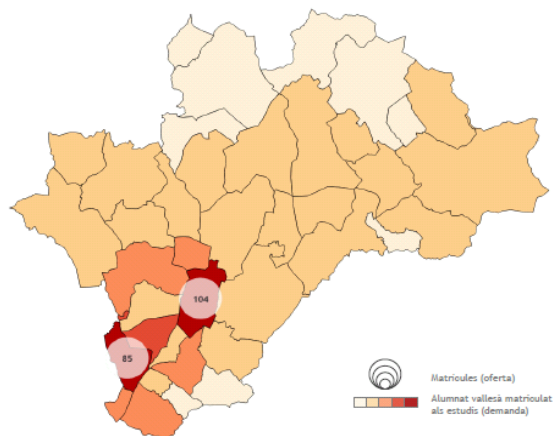 104
85
Matrícules (oferta)
Alumnat vallesà matriculat
als estudis (demanda)